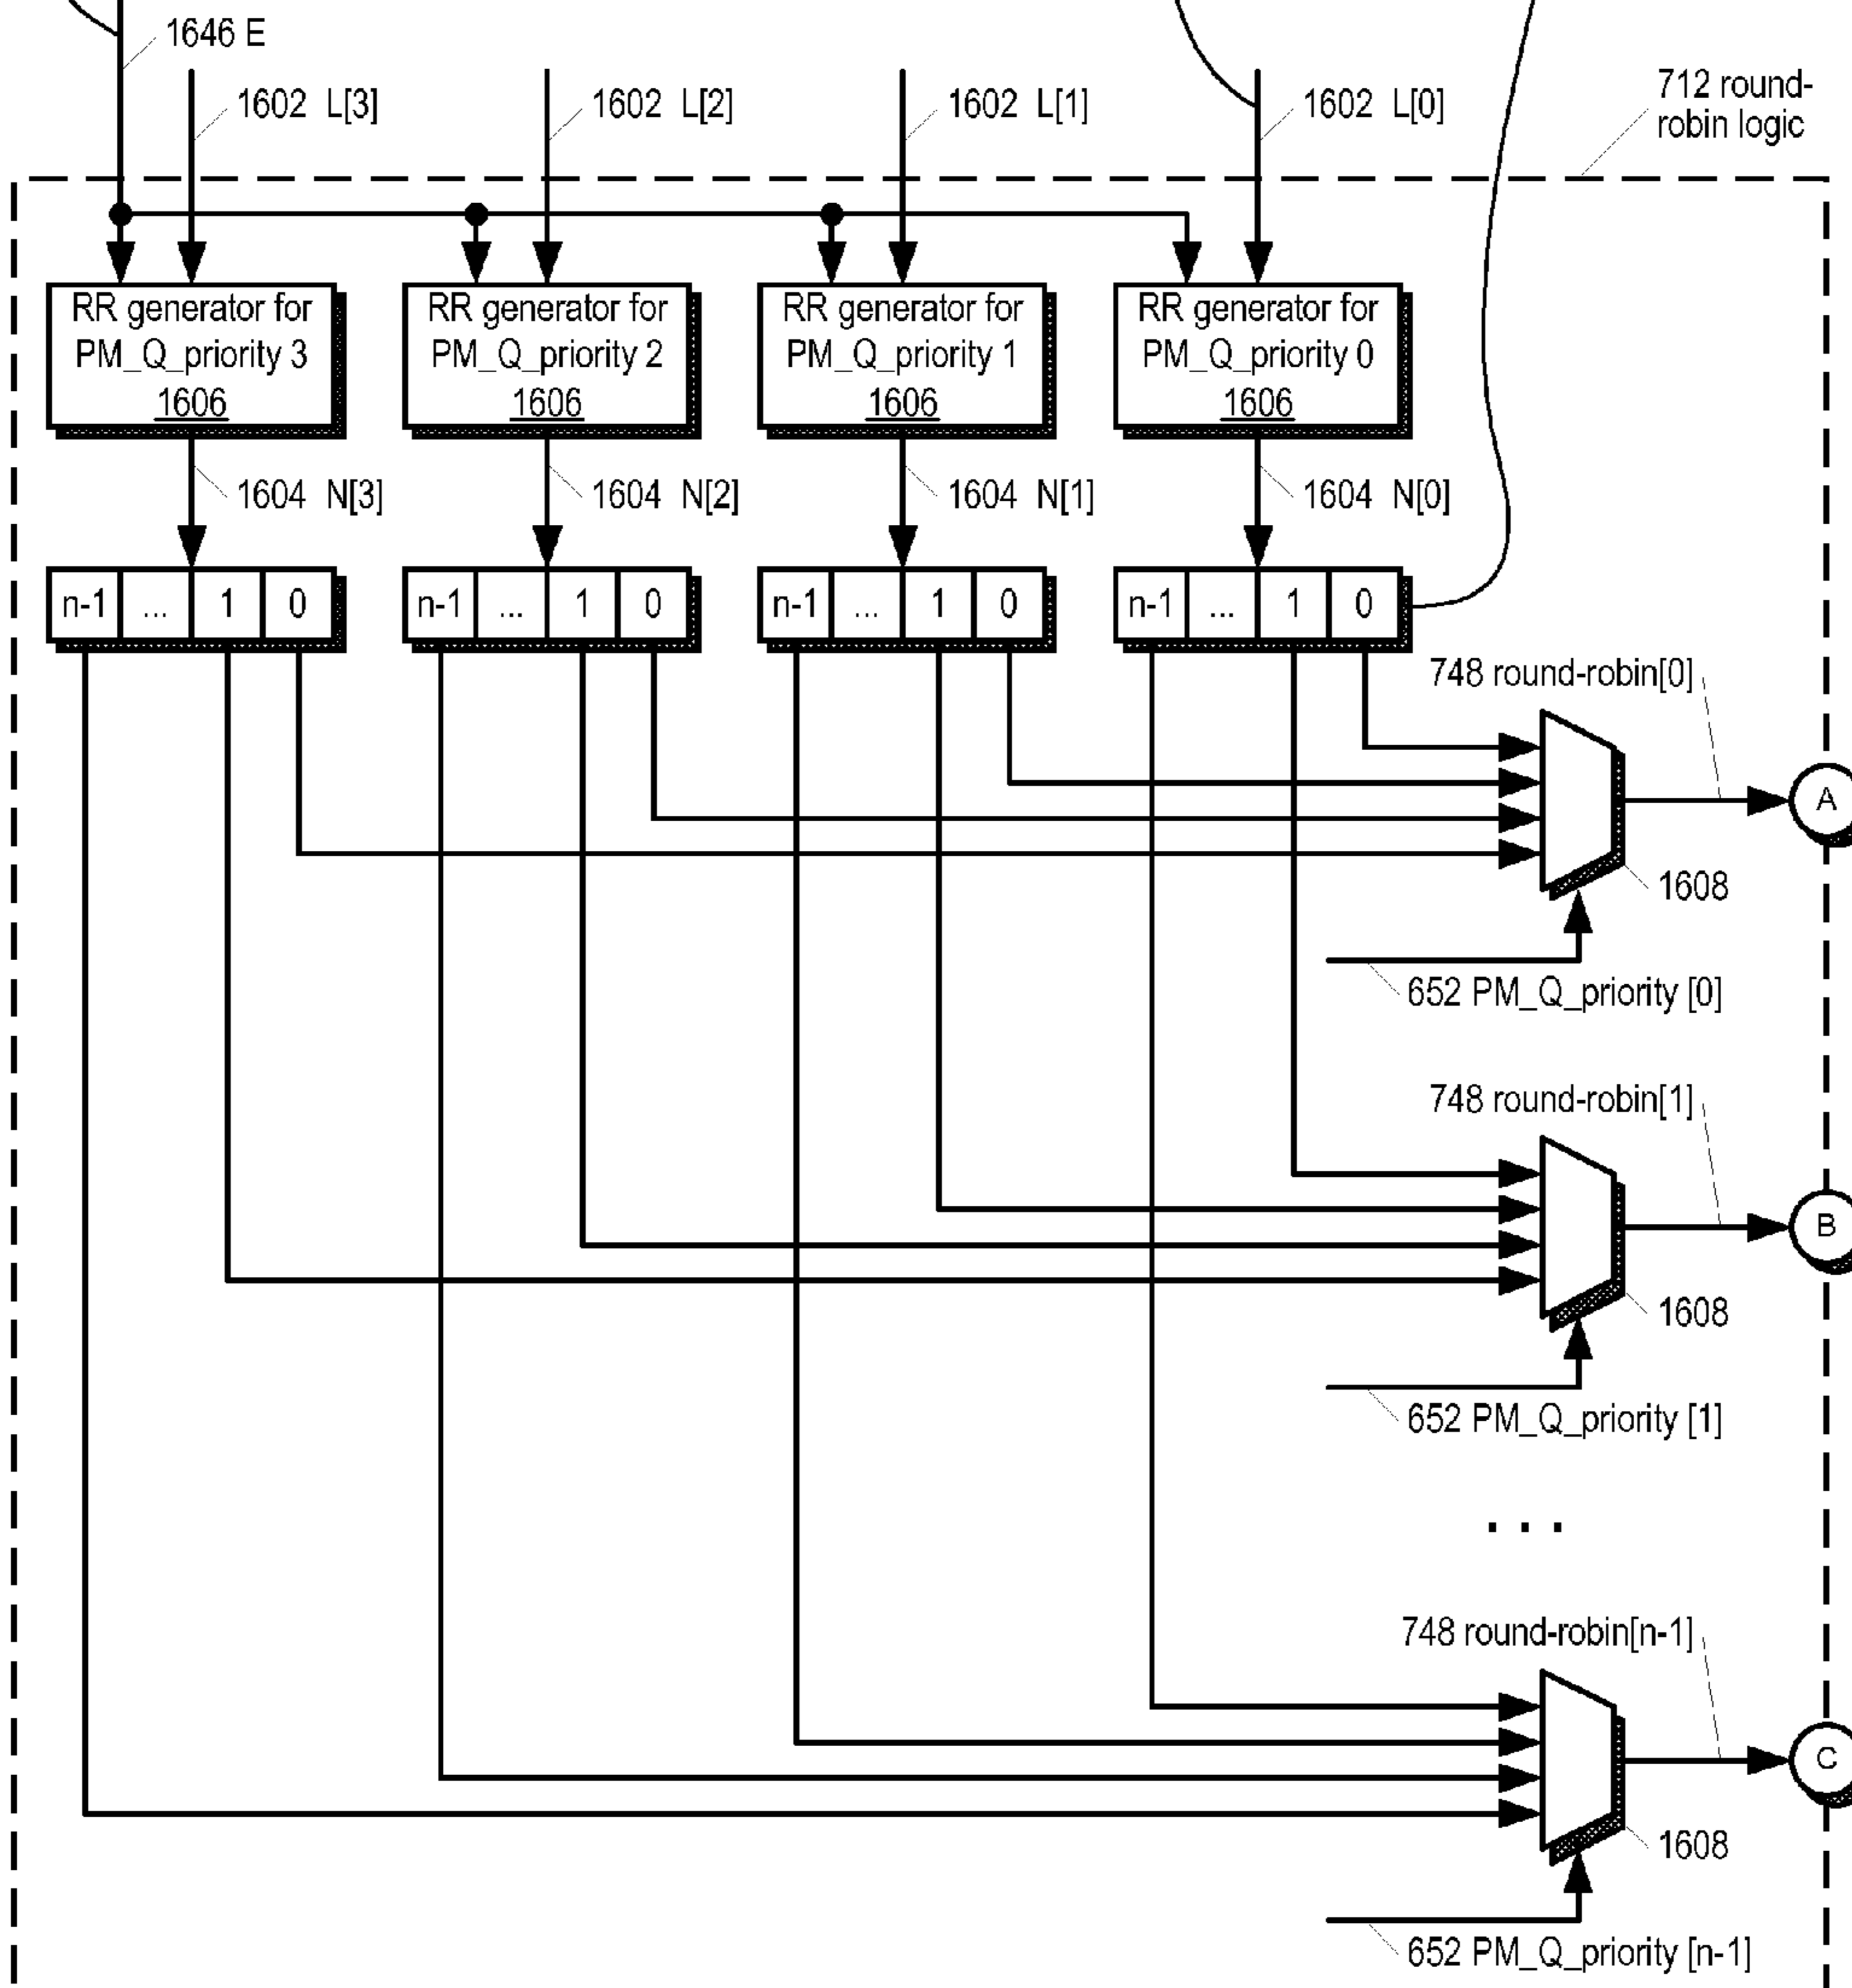 1646 E
1602 L[3]
1602 L[2]
1602 L[1]
1602 L[0]
712 round-
robin logic
RR generator for
PM_Q_priority 3
1606
RR generator for
PM_Q_priority 2
1606
RR generator for
PM_Q_priority 1
1606
RR generator for
PM_Q_priority 0
1606
1604 N[3]
1604 N[2]
1604 N[1]
1604 N[0]
n-1 ... 1 0
n-1 ... 1 0
n-1 ... 1 0
n-1 ... 1 0
748 round-robin[0]
A
1608
652 PM_Q_priority [0]
748 round-robin[1]
B
1608
652 PM_Q_priority [1]
. . .
748 round-robin[n-1]
C
1608
652 PM_Q_priority [n-1]